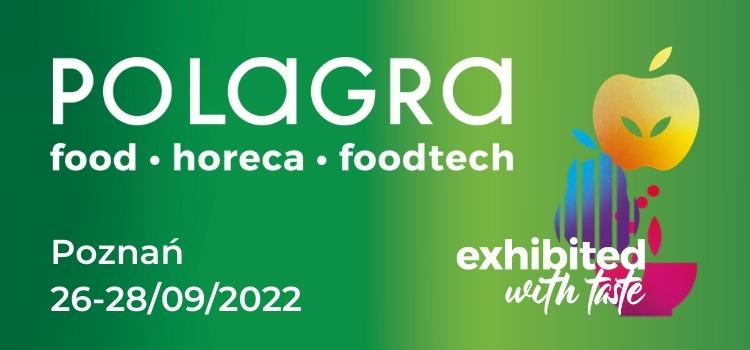 POLAGRA
food • horeca • foodtech
Poznań
26-28/09/2022
exhibited
with taste